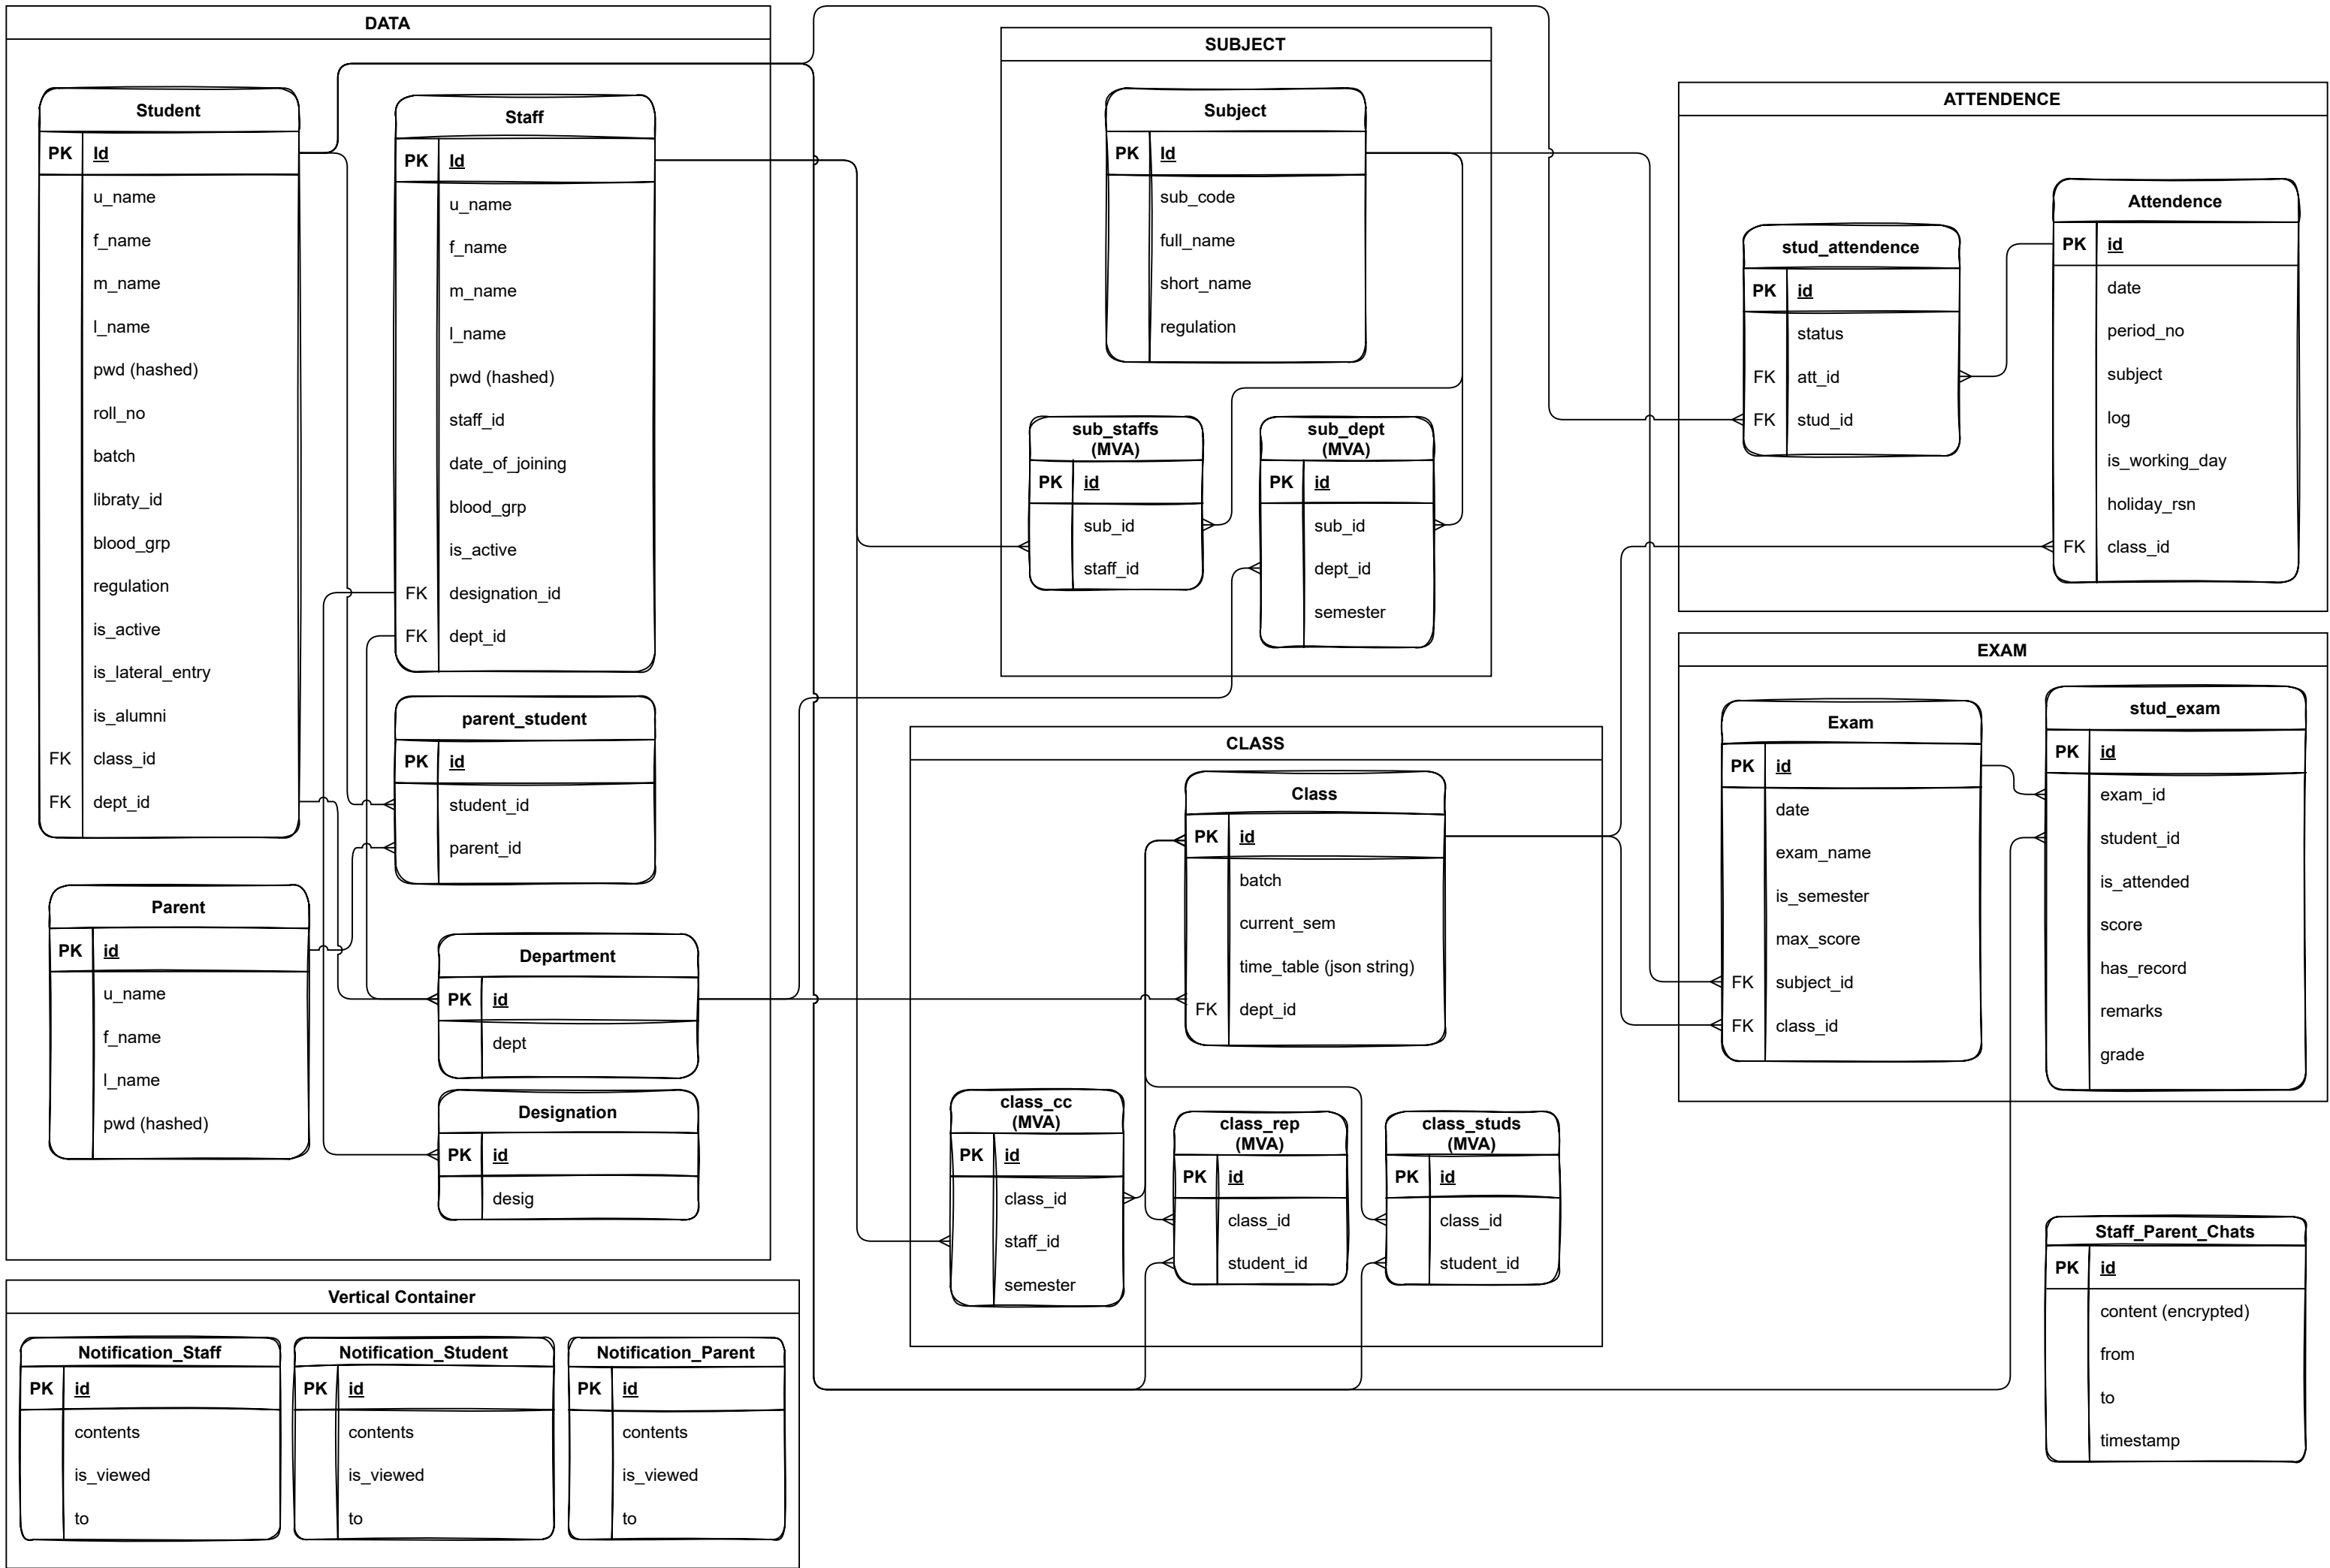 DATA
Student
PK Id
u_name
f_name
m_name
l_name
pwd (hashed)
roll_no
batch
libraty_id
blood_grp
regulation
is_active
is_lateral_entry
is_alumni
FK class_id
FK dept_id
Staff
PK Id
u_name
f_name
m_name
l_name
pwd (hashed)
staff_id
date_of_joining
blood_grp
is_active
FK designation_id
FK dept_id
parent_student
PK id
student_id
parent_id
Parent
PK id
u_name
f_name
l_name
pwd (hashed)
Department
PK id
dept
Designation
PK id
desig
SUBJECT
Subject
PK Id
sub_code
full_name
short_name
regulation
sub_staffs
(MVA)
PK id
sub_id
staff_id
sub_dept
(MVA)
PK id
sub_id
dept_id
semester
ATTENDENCE
stud_attendence
PK id
status
FK att_id
FK stud_id
Attendence
PK id
date
period_no
subject
log
is_working_day
holiday_rsn
FK class_id
CLASS
Class
PK id
batch
current_sem
time_table (json string)
FK dept_id
class_cc
(MVA)
PK id
class_id
staff_id
semester
class_rep
(MVA)
PK id
class_id
student_id
class_studs
(MVA)
PK id
class_id
student_id
EXAM
Exam
PK id
date
exam_name
is_semester
max_score
FK subject_id
FK class_id
stud_exam
PK id
exam_id
student_id
is_attended
score
has_record
remarks
grade
Vertical Container
Notification_Staff
PK id
contents
is_viewed
to
Notification_Student
PK id
contents
is_viewed
to
Notification_Parent
PK id
contents
is_viewed
to
Staff_Parent_Chats
PK id
content (encrypted)
from
to
timestamp